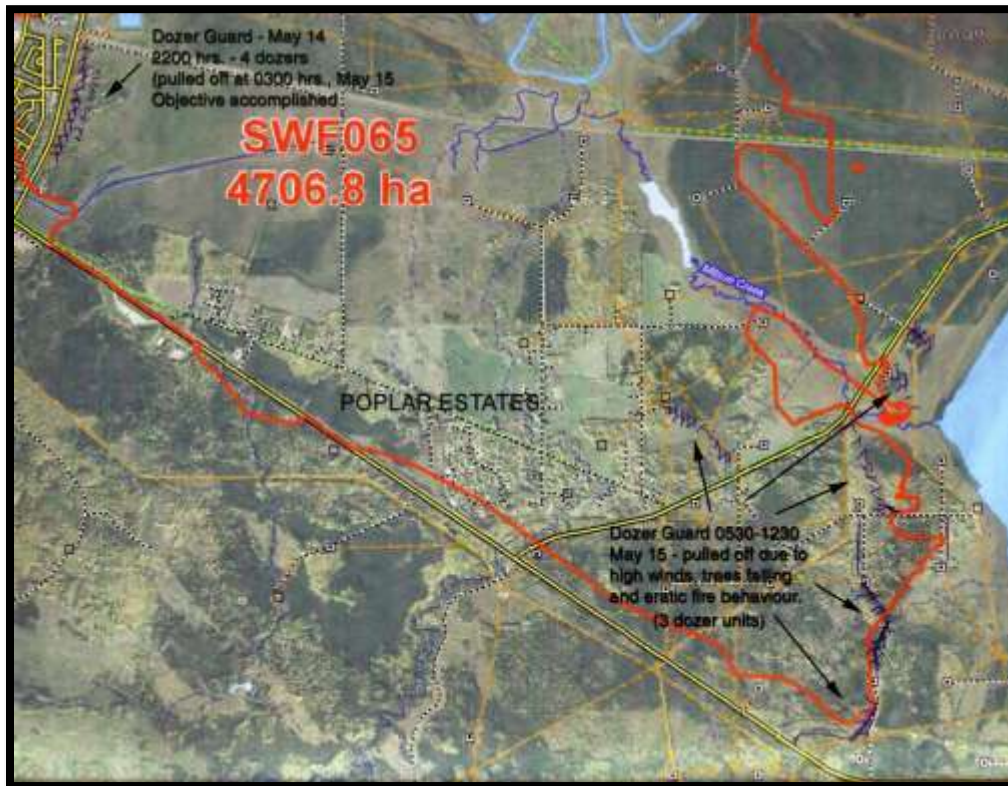 Dozer Guard - May 14
2200 hrs. - 4 dozers
(pulled off at 0300 hrs., May 15
Objective accomplished
SWF065
4706.8 ha
POPLAR ESTATES
Dozer Guard 0530-1230
May 15 - pulled off due to
high winds, trees falling
and eratic fire behaviour.
(3 dozer units)